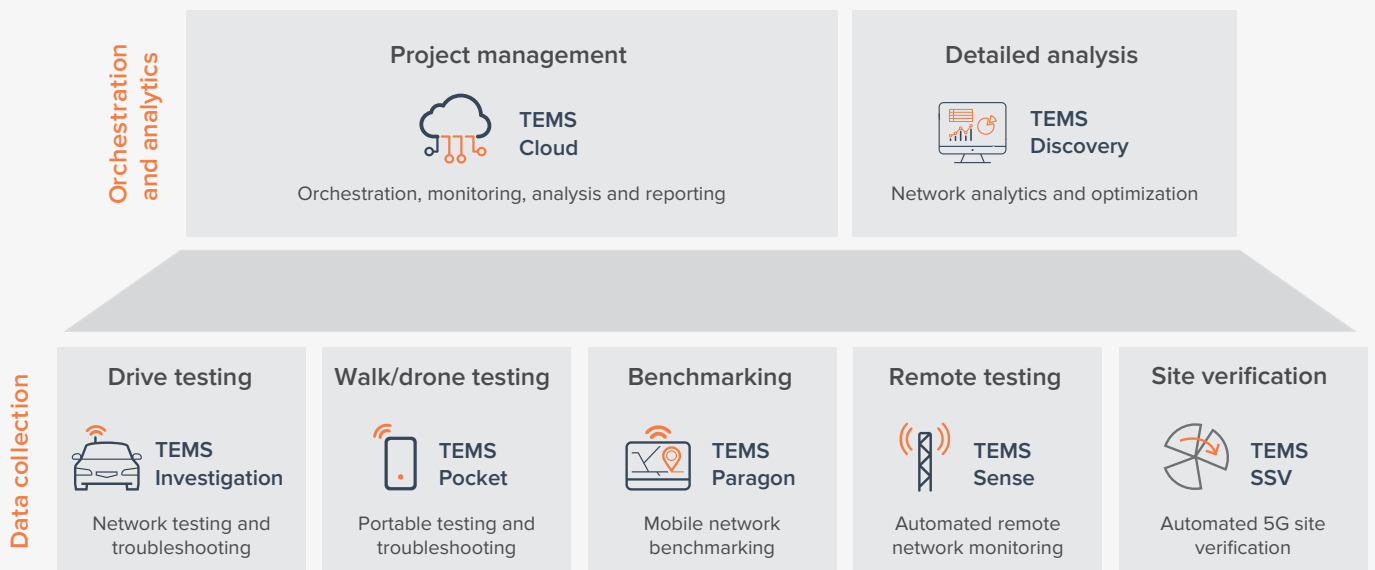 Orchestration
and analytics
Project management
TEMS
Cloud
Orchestration, monitoring, analysis and reporting
Detailed analysis
TEMS
Discovery
Network analytics and optimization
Data collection
Drive testing
TEMS
Investigation
Network testing and
troubleshooting
Walk/drone testing
TEMS
Pocket
Portable testing and
troubleshooting
Benchmarking
TEMS
Paragon
Mobile network
benchmarking
Remote testing
TEMS
Sense
Automated remote
network monitoring
Site verification
TEMS
SSV
Automated 5G site
verification